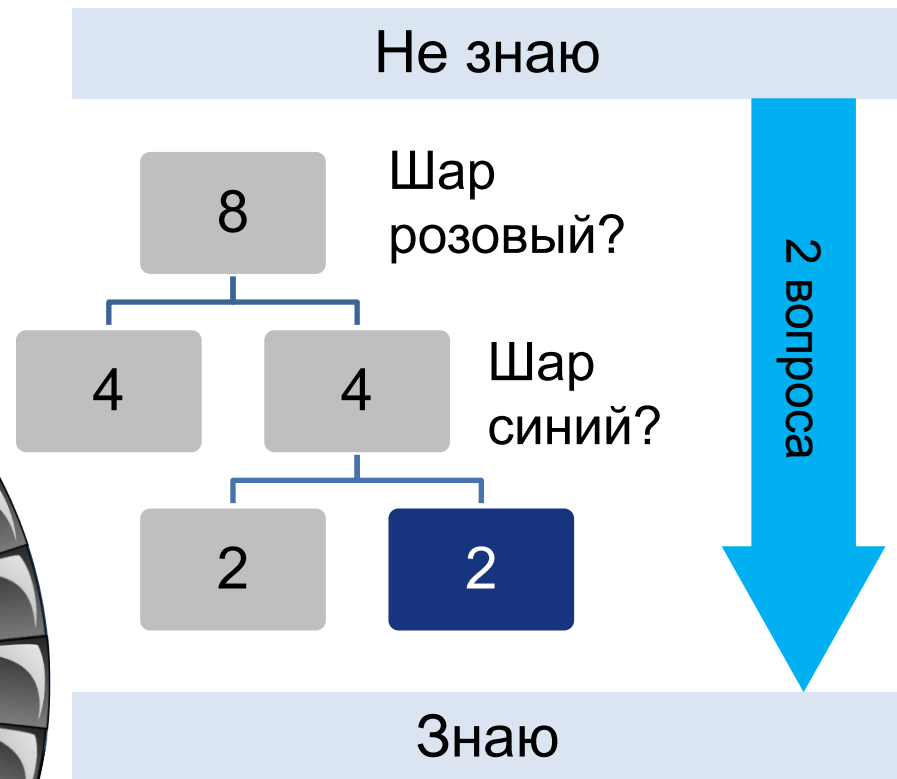 Не знаю
8
Шар
розовый?
4
4
Шар
синий?
2
2
2 вопроса
Знаю